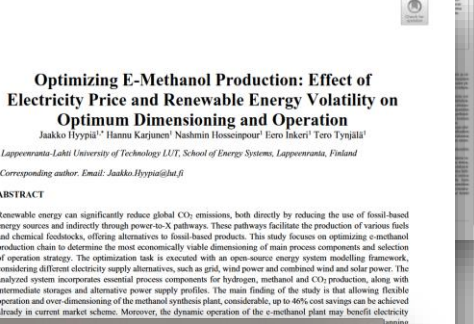 Optimizing E-Methanol Production: Effect of
Electricity Price and Renewable Energy Volatility on
Optimum Dimensioning and Operation
Jaakko Hyypiä¹,* Hannu Karjunen¹ Nashmin Hosseinpour¹ Eero Inkeri¹ Tero Tynjälä¹
Lappeenranta-Lahti University of Technology LUT, School of Energy Systems, Lappeenranta, Finland
Corresponding author. Email: Jaakko.Hyypia@lut.fi
ABSTRACT
Renewable energy can significantly reduce global CO₂ emissions, both directly by reducing the use of fossil-based
energy sources and indirectly through power-to-X pathways. These pathways facilitate the production of various fuels
and chemical feedstocks, offering alternatives to fossil-based products. This study focuses on optimizing e-methanol
production chain to determine the most economically viable dimensioning of main process components and selection
of operation strategy. The optimization task is executed with an open-source energy system modelling framework,
considering different electricity supply alternatives, such as grid, wind power and combined wind and solar power. The
analyzed system incorporates essential process components for hydrogen, methanol and CO₂ production, along with
intermediate storages and alternative power supply profiles. The main finding of the study is that allowing flexible
operation and over-dimensioning of the methanol synthesis plant, considerable, up to 46% cost savings can be achieved
already in current market scheme. Moreover, the dynamic operation of the e-methanol plant may benefit electricity